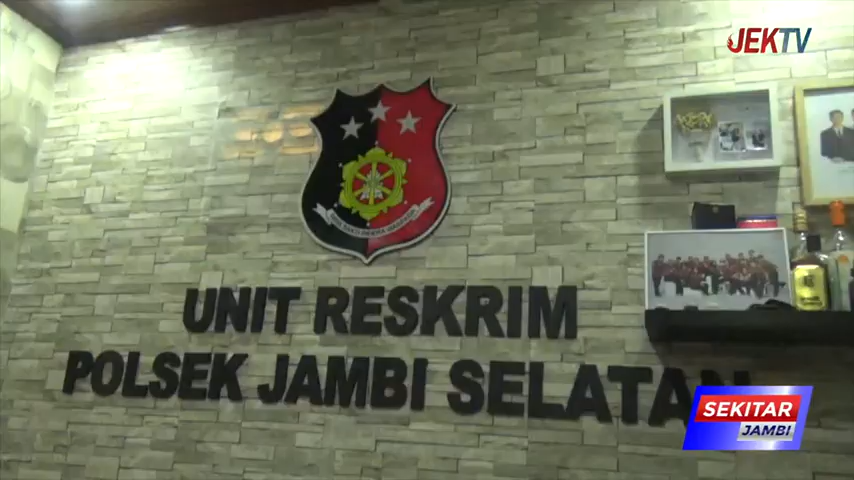 JEKTV
UNIT RESKRIM
POLSEK JAMBI SELATAN
SEKITAR
JAMBI